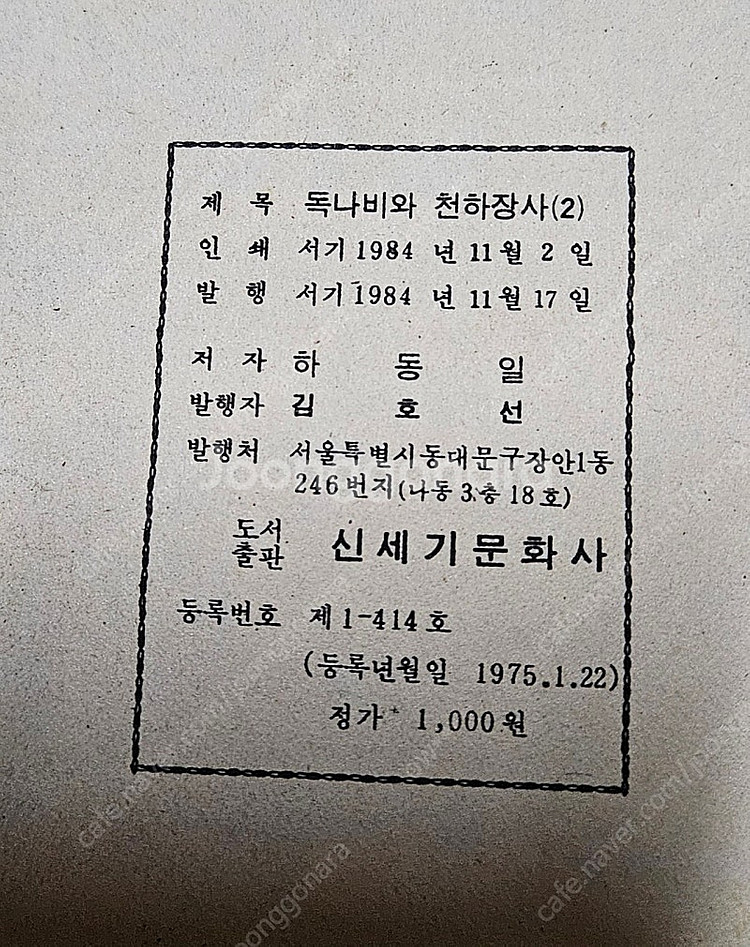 제 목 독나비와 천하장사(2)
인 쇄 서기 1984 년 11월 2 일
발 행 서기 1984 년 11월 17 일
저 자 하 동 일
발행자 김 호 선
발행처 서울특별시동대문구장안1동
246번지(나동3층18호)
도서
출판 신세기문화사
등록번호 제1-414호
(등록년월일 1975.1.22)
정가 1,000원
cafe.naver.com
joonggonara